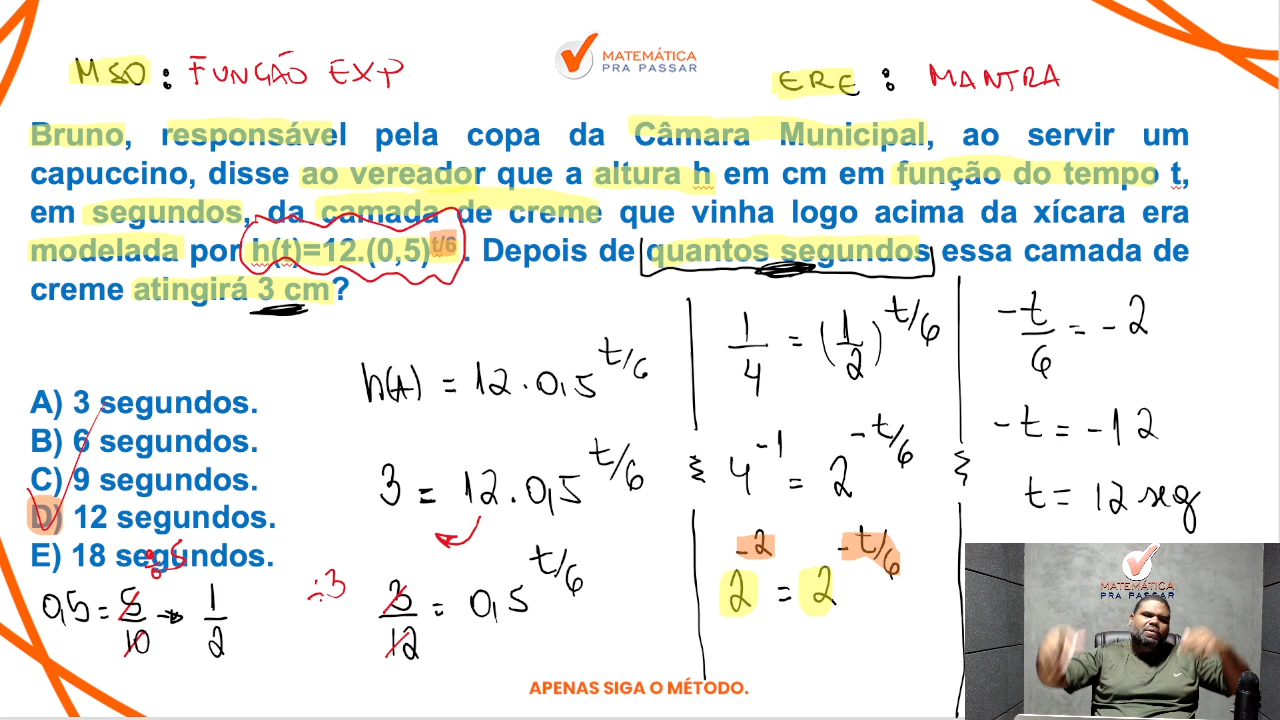 MSO: FUNÇÃO EXP
MATEMÁTICA
PRA PASSAR
ERE: MANTRA
Bruno, responsável pela copa da Câmara Municipal, ao servir um
capuccino, disse ao vereador que a altura h em cm em função do tempo t,
em segundos, da camada de creme que vinha logo acima da xícara era
modelada por h(t)=12.(0,5)^t/6. Depois de quantos segundos essa camada de
creme atingirá 3 cm?
A) 3 segundos.
B) 6 segundos.
C) 9 segundos.
D) 12 segundos.
E) 18 segundos.
÷5
0,5 = 5/10 → 1/2
h(t) = 12 . 0,5^t/6
3 = 12 . 0,5^t/6
÷3
3/12 = 0,5^t/6
1/4 = (1/2)^t/6
4^-1 = 2^-t/6
2^-2 = 2^-t/6
-t/6 = -2
-t = -12
t = 12 seg
MATEMÁTICA
PRA PASSAR
APENAS SIGA O MÉTODO.